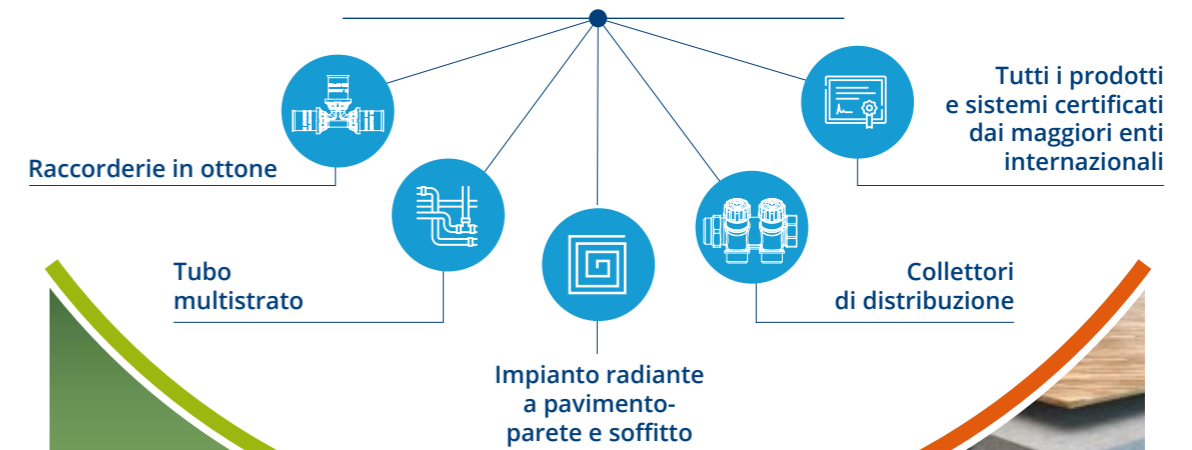 Raccorderie in ottone
Tubo
multistrato
Impianto radiante
a pavimento-
parete e soffitto
Collettori
di distribuzione
Tutti i prodotti
e sistemi certificati
dai maggiori enti
internazionali